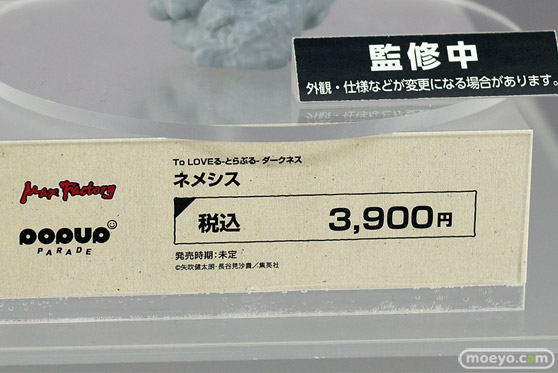 監修中
外観・仕様などが変更になる場合があります。
Max Factory
POPUP
PARADE
To LOVEる-とらぶる- ダークネス
ネメシス
税込 3,900円
発売時期：未定
©矢吹健太朗・長谷見沙貴／集英社
moeyo.com